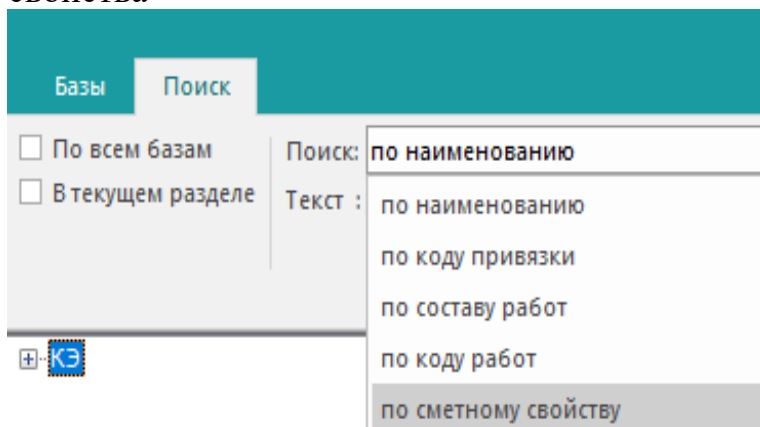 свойства
Базы Поиск
По всем базам
В текущем разделе
Поиск: по наименованию
Текст :
по наименованию
по коду привязки
по составу работ
по коду работ
по сметному свойству
КЭ